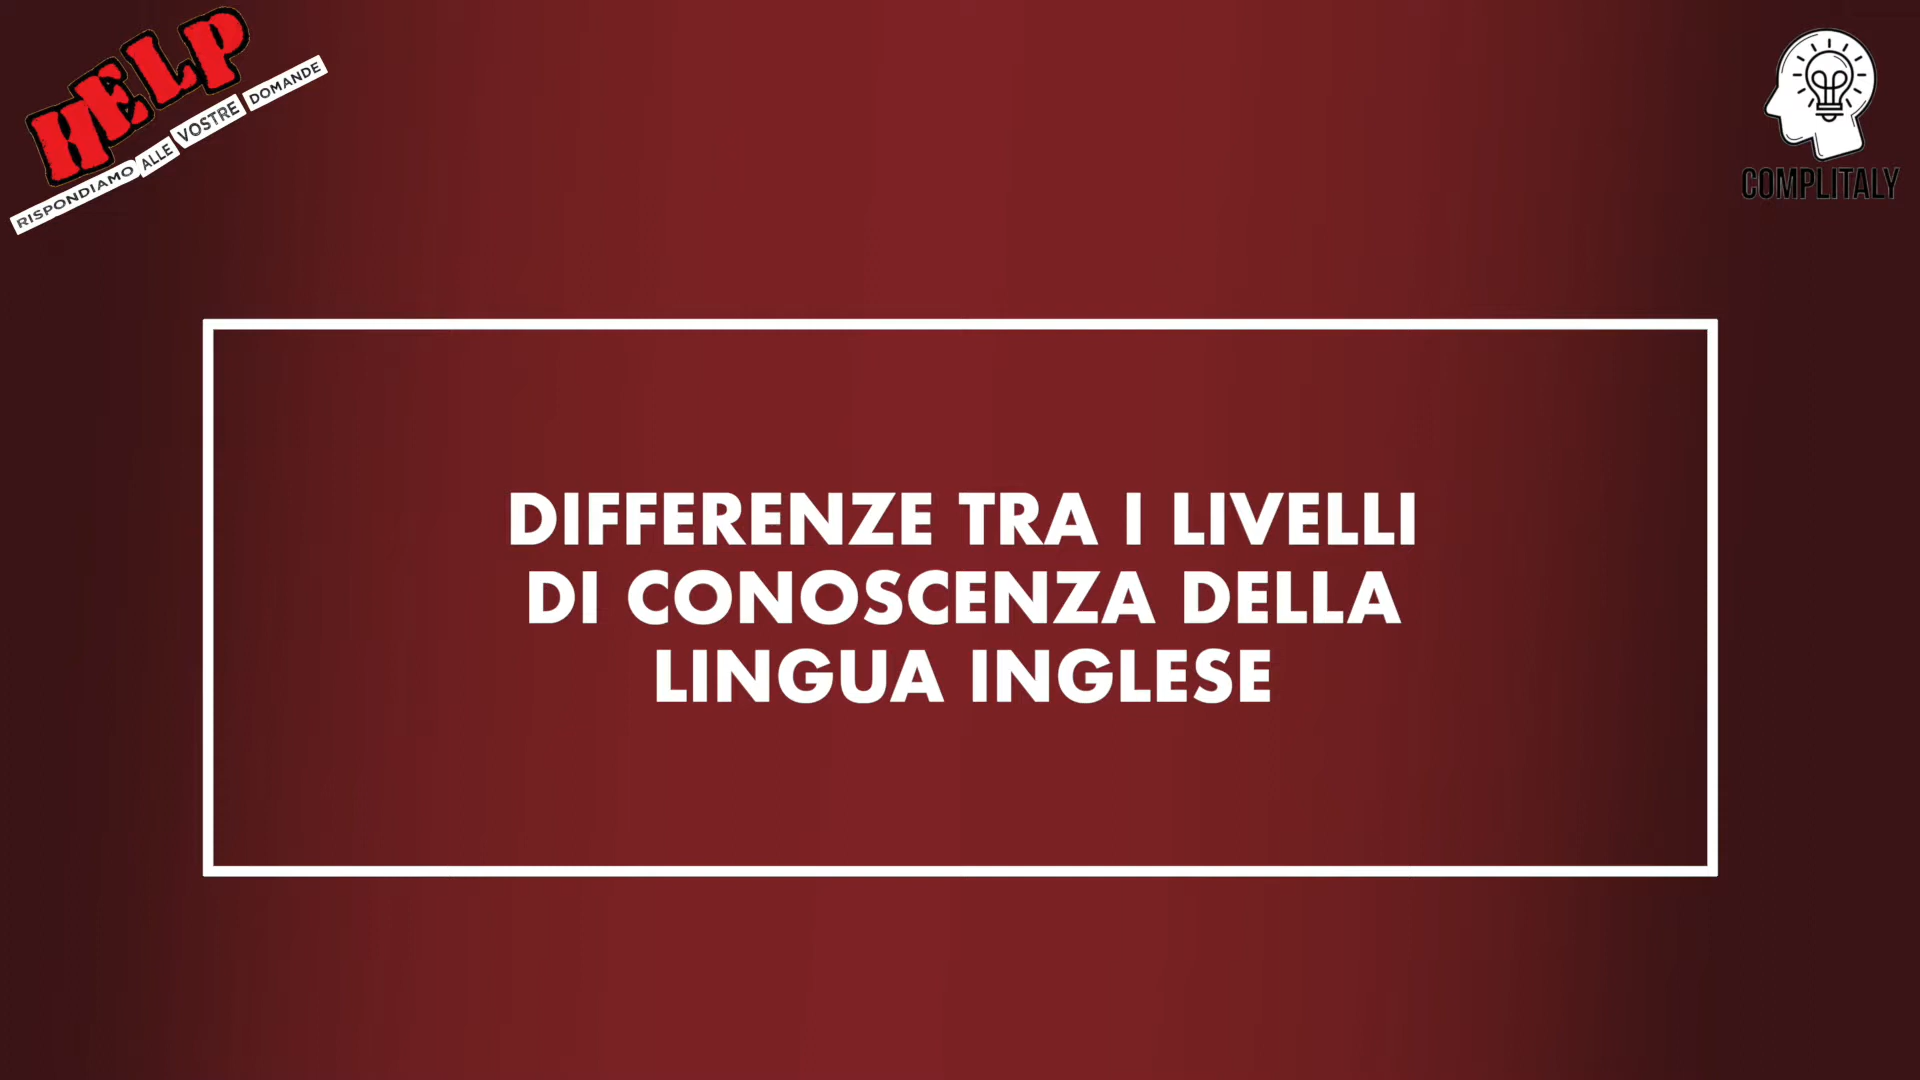 HELP
RISPONDIAMO ALLE VOSTRE DOMANDE
COMPLITALY
DIFFERENZE TRA I LIVELLI
DI CONOSCENZA DELLA
LINGUA INGLESE